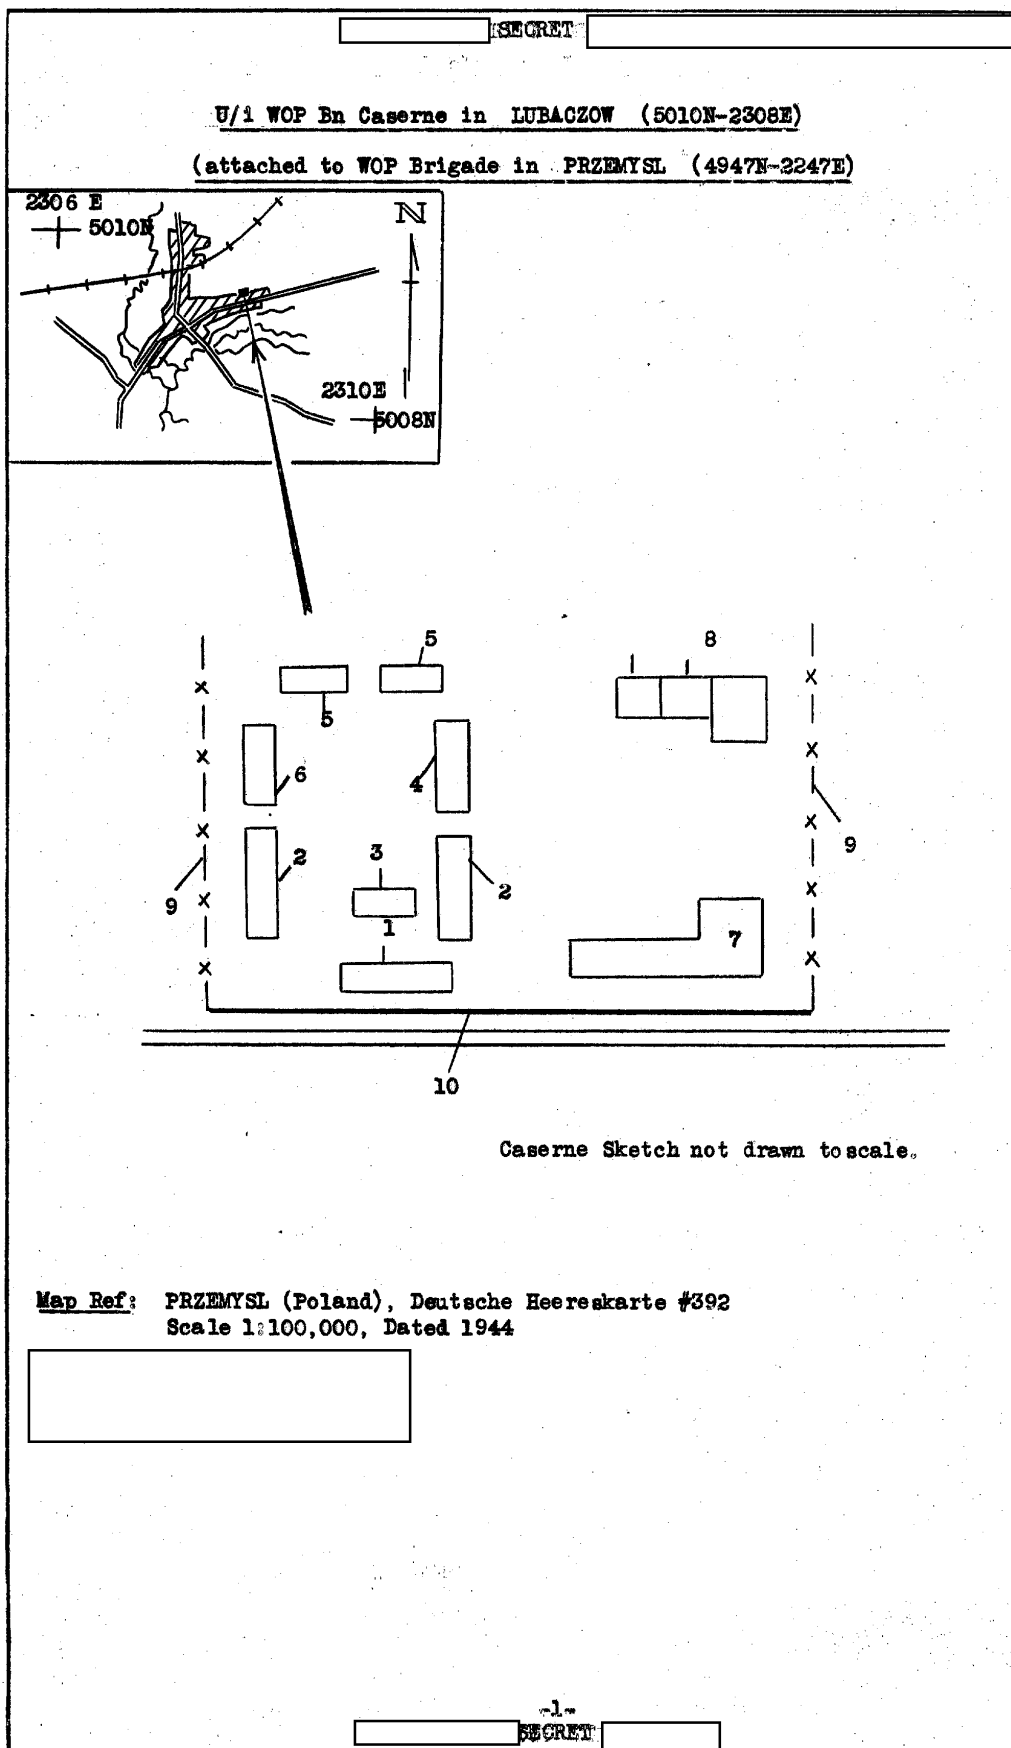 SECRET
U/i WOP Bn Caserne in LUBACZOW (5010N-2308E)
(attached to WOP Brigade in PRZEMYSL (4947N-2247E)
2306 E
5010N
N
2310E
5008N
5
8
5
6
4
9
2
3
2
9
1
7
10
Caserne Sketch not drawn to scale.
Map Ref: PRZEMYSL (Poland), Deutsche Heereskarte #392
Scale 1:100,000, Dated 1944
-1-
SECRET